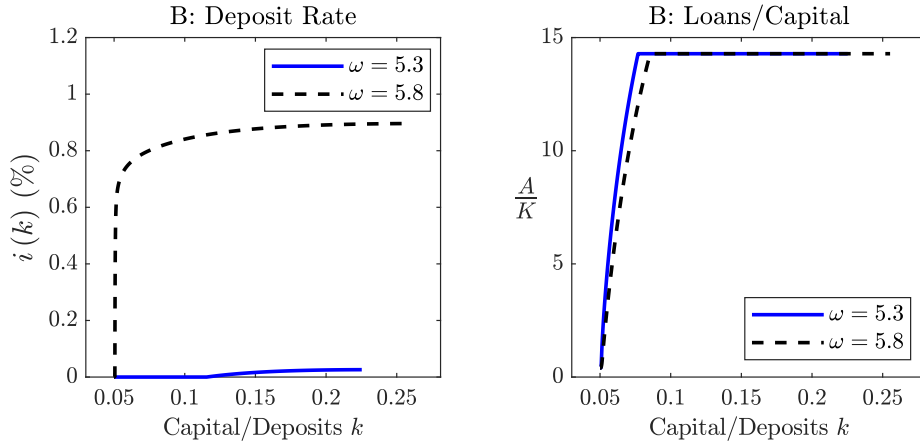 B: Deposit Rate
1.2
1
0.8
0.6
0.4
0.2
0
i (k) (%)
ω = 5.3
ω = 5.8
0.05 0.1 0.15 0.2 0.25
Capital/Deposits k
B: Loans/Capital
15
10
5
0
A
K
ω = 5.3
ω = 5.8
0.05 0.1 0.15 0.2 0.25
Capital/Deposits k